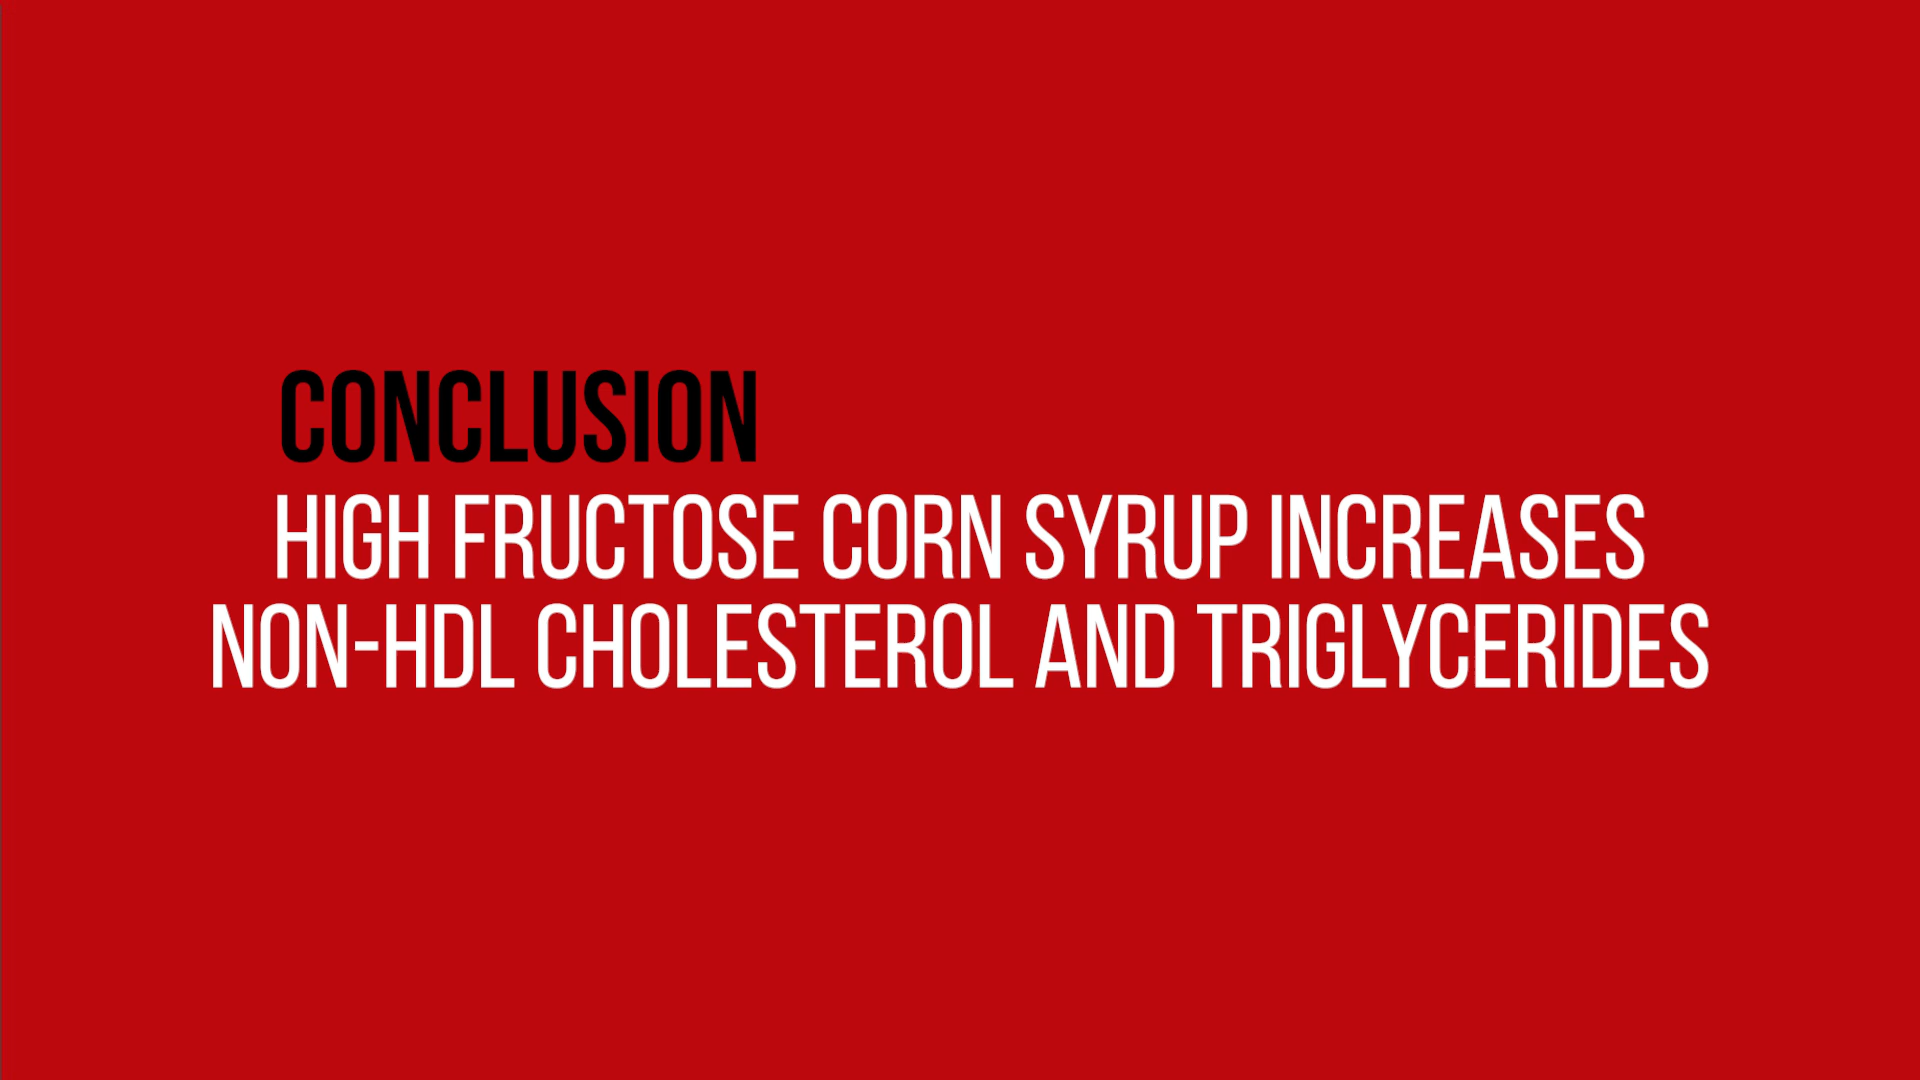 CONCLUSION
HIGH FRUCTOSE CORN SYRUP INCREASES
NON-HDL CHOLESTEROL AND TRIGLYCERIDES